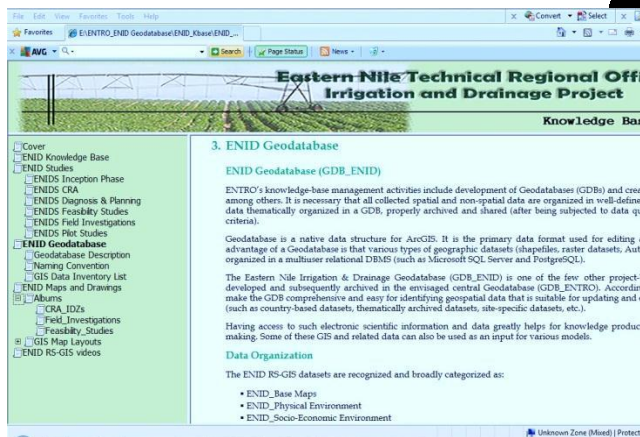 File Edit View Favorites Tools Help
x Convert Select
Favorites E:\ENTRO_ENID Geodatabase\ENID_Kbase\ENID_...
x AVG Search Page Status News
Eastern Nile Technical Regional Offi
Irrigation and Drainage Project
Knowledge Bas
Cover
ENID Knowledge Base
ENID Studies
ENIDS Inception Phase
ENIDS CRA
ENIDS Diagnosis & Planning
ENIDS Feasbility Studies
ENIDS Field Investigations
ENIDS Pilot Studies
ENID Geodatabase
Geodatabase Description
Naming Convention
GIS Data Inventory List
ENID Maps and Drawings
Albums
CRA_IDZs
Field_Investigations
Feasbility_Studies
GIS Map Layouts
ENID RS-GIS videos
3. ENID Geodatabase
ENID Geodatabase (GDB_ENID)
ENTRO's knowledge-base management activities include development of Geodatabases (GDBs) and crea
among others. It is necessary that all collected spatial and non-spatial data are organized in well-define
data thematically organized in a GDB, properly archived and shared (after being subjected to data qu
criteria).
Geodatabase is a native data structure for ArcGIS. It is the primary data format used for editing a
advantage of a Geodatabase is that various types of geographic datasets (shapefiles, raster datasets, Aut
organized in a multiuser relational DBMS (such as Microsoft SQL Server and PostgreSQL).
The Eastern Nile Irrigation & Drainage Geodatabase (GDB_ENID) is one of the few other project-
developed and subsequently archived in the envisaged central Geodatabase (GDB_ENTRO). Accordin
make the GDB comprehensive and easy for identifying geospatial data that is suitable for updating and
(such as country-based datasets, thematically archived datasets, site-specific datasets, etc.).
Having access to such electronic scientific information and data greatly helps for knowledge produc
making. Some of these GIS and related data can also be used as an input for various models.
Data Organization
The ENID RS-GIS datasets are recognized and broadly categorized as:
• ENID_Base Maps
• ENID_Physical Environment
• ENID_Socio-Economic Environment
Unknown Zone (Mixed) | Protect